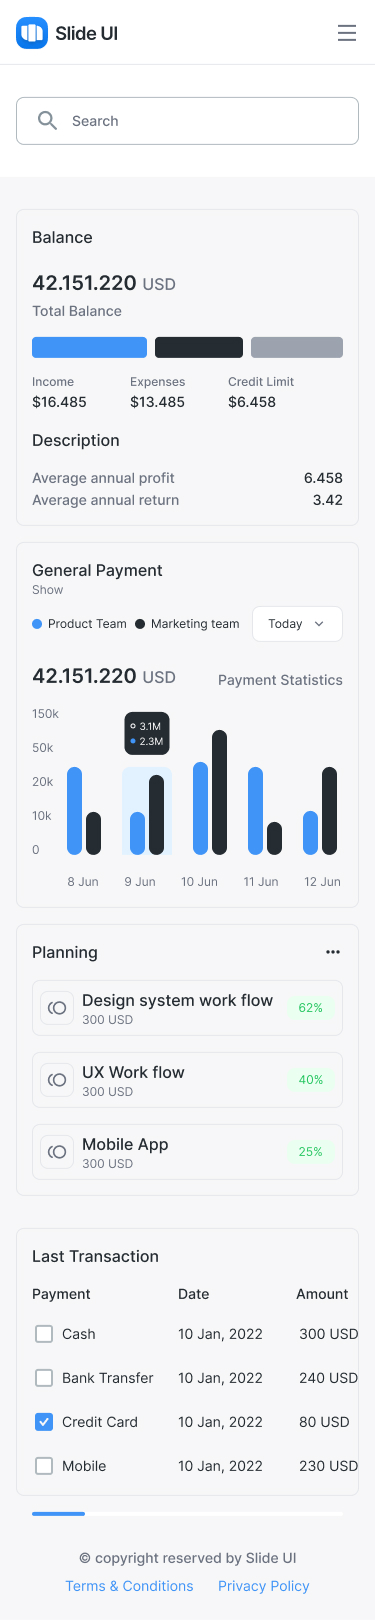 Slide UI
Search
Balance
42.151.220 USD
Total Balance
Income Expenses Credit Limit
$16.485 $13.485 $6.458
Description
Average annual profit 6.458
Average annual return 3.42
General Payment
Show
Product Team Marketing team Today
42.151.220 USD Payment Statistics
150k
50k
20k
10k
0
3.1M
2.3M
8 Jun 9 Jun 10 Jun 11 Jun 12 Jun
Planning
Design system work flow
300 USD
62%
UX Work flow
300 USD
40%
Mobile App
300 USD
25%
Last Transaction
Payment Date Amount
Cash 10 Jan, 2022 300 USD
Bank Transfer 10 Jan, 2022 240 USD
Credit Card 10 Jan, 2022 80 USD
Mobile 10 Jan, 2022 230 USD
© copyright reserved by Slide UI
Terms & Conditions Privacy Policy